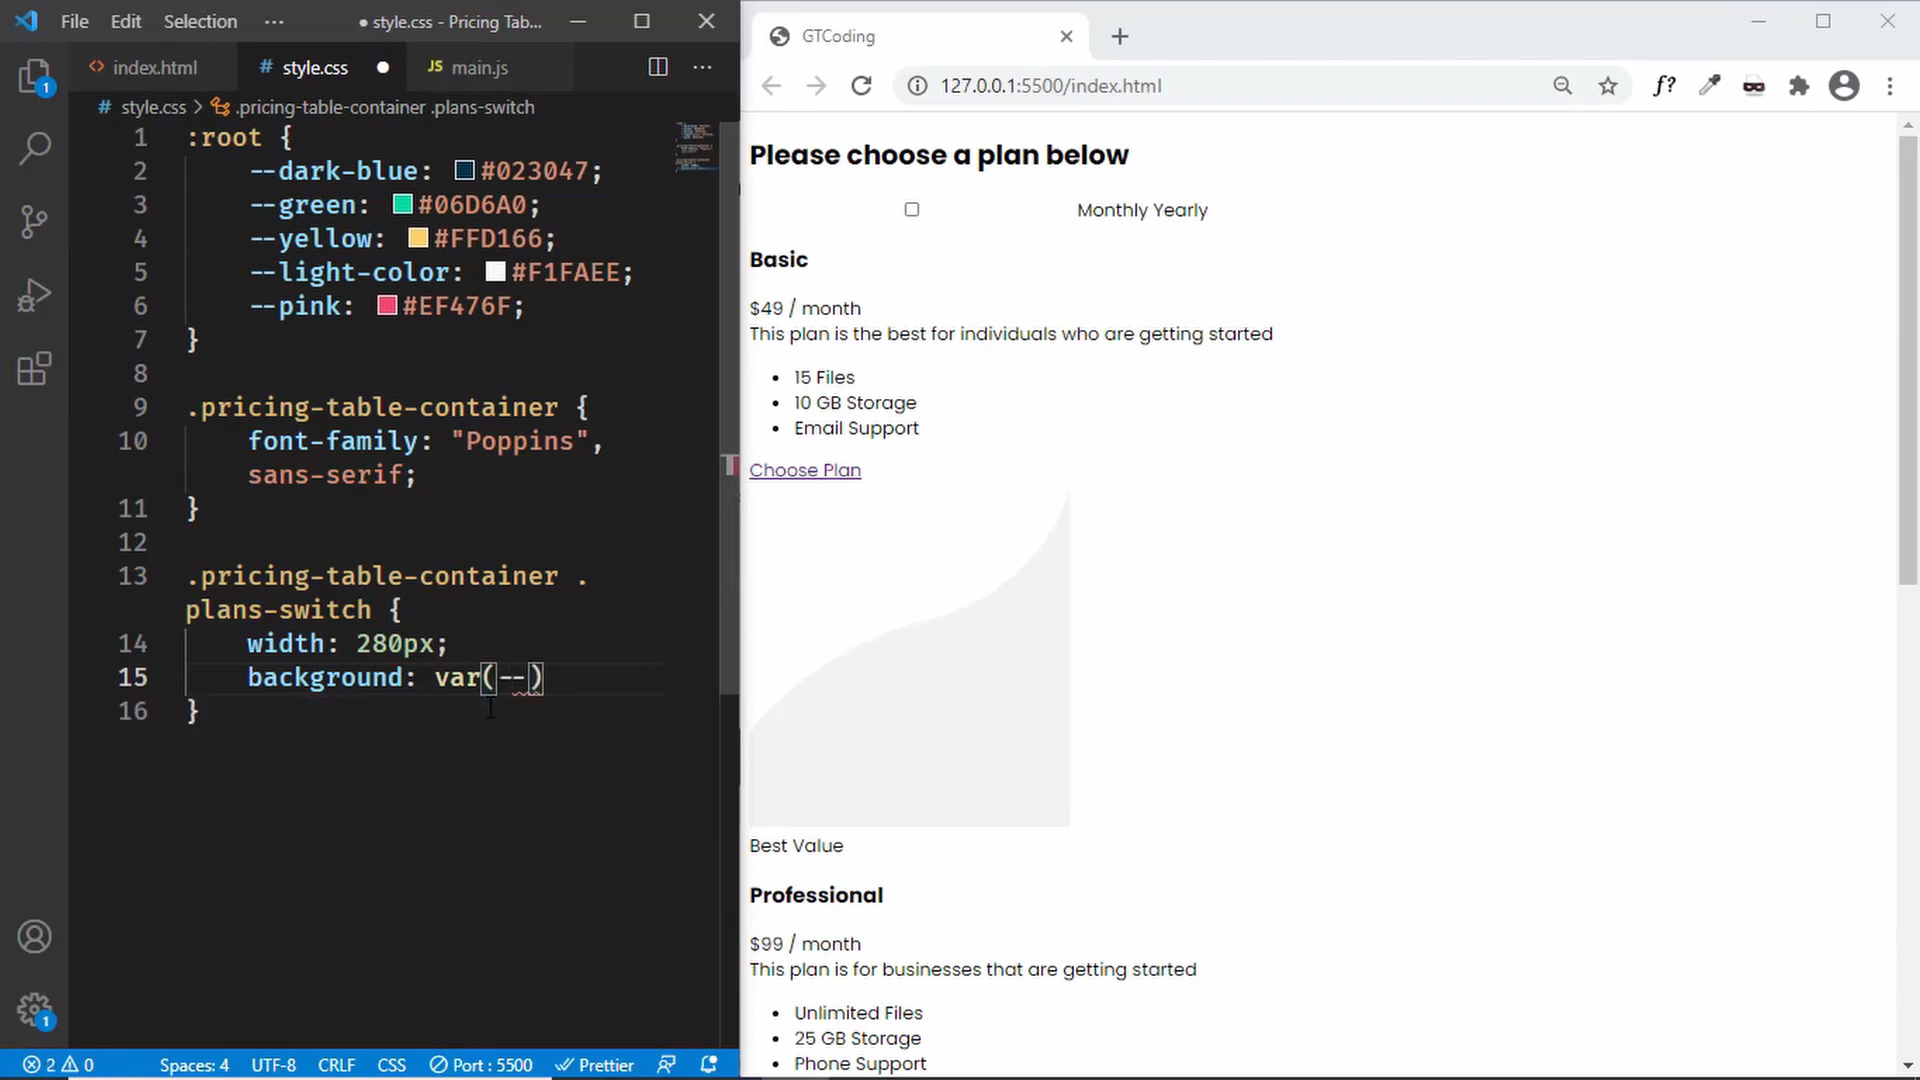 File Edit Selection ··· ● style.css - Pricing Tab...
index.html # style.css ● JS main.js ···
# style.css > .pricing-table-container .plans-switch
1 :root {
2 --dark-blue: #023047;
3 --green: #06D6A0;
4 --yellow: #FFD166;
5 --light-color: #F1FAEE;
6 --pink: #EF476F;
7 }
8
9 .pricing-table-container {
10 font-family: "Poppins",
sans-serif;
11 }
12
13 .pricing-table-container .
plans-switch {
14 width: 280px;
15 background: var(--)
16 }
1
1
2 0 Spaces: 4 UTF-8 CRLF CSS Port : 5500 Prettier
GTCoding
127.0.0.1:5500/index.html
f?
Please choose a plan below
Monthly Yearly
Basic
$49 / month
This plan is the best for individuals who are getting started
• 15 Files
• 10 GB Storage
• Email Support
Choose Plan
Best Value
Professional
$99 / month
This plan is for businesses that are getting started
• Unlimited Files
• 25 GB Storage
• Phone Support